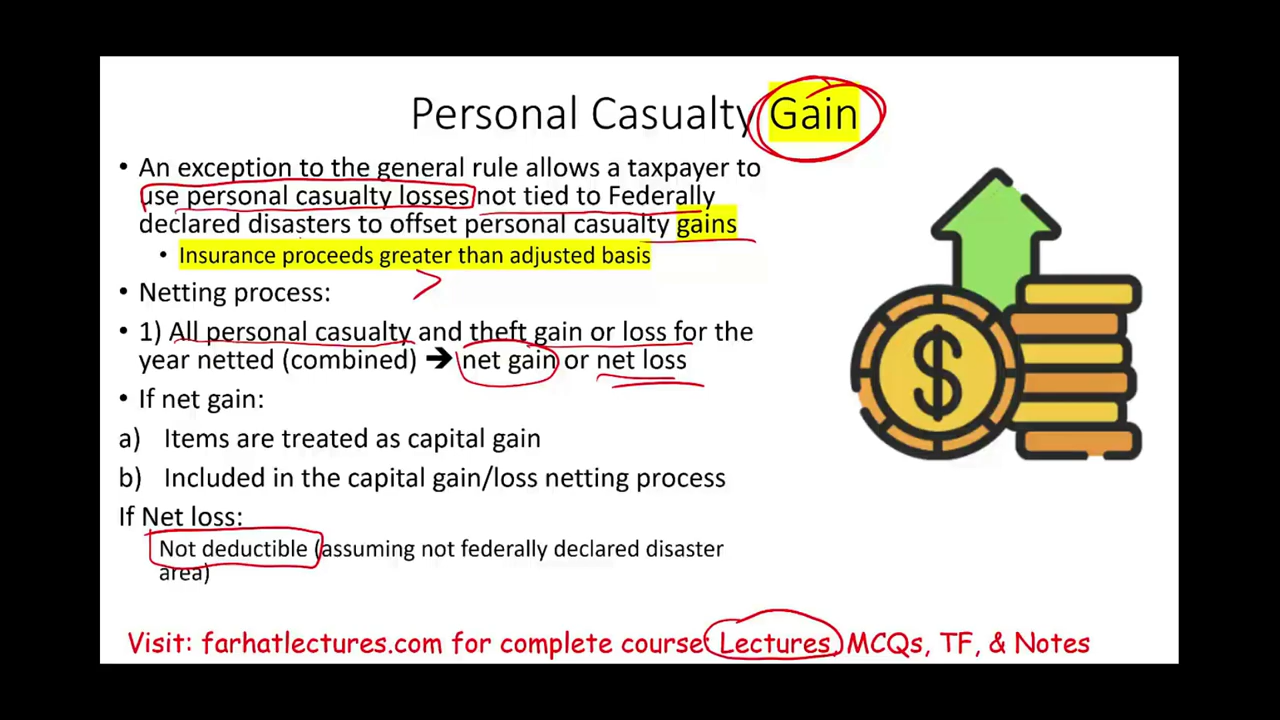 Personal Casualty Gain
• An exception to the general rule allows a taxpayer to
use personal casualty losses not tied to Federally
declared disasters to offset personal casualty gains
• Insurance proceeds greater than adjusted basis
>
• Netting process:
• 1) All personal casualty and theft gain or loss for the
year netted (combined) 🡺 net gain or net loss
• If net gain:
a) Items are treated as capital gain
b) Included in the capital gain/loss netting process
If Net loss:
Not deductible (assuming not federally declared disaster
area)
$
Visit: farhatlectures.com for complete course Lectures, MCQs, TF, & Notes